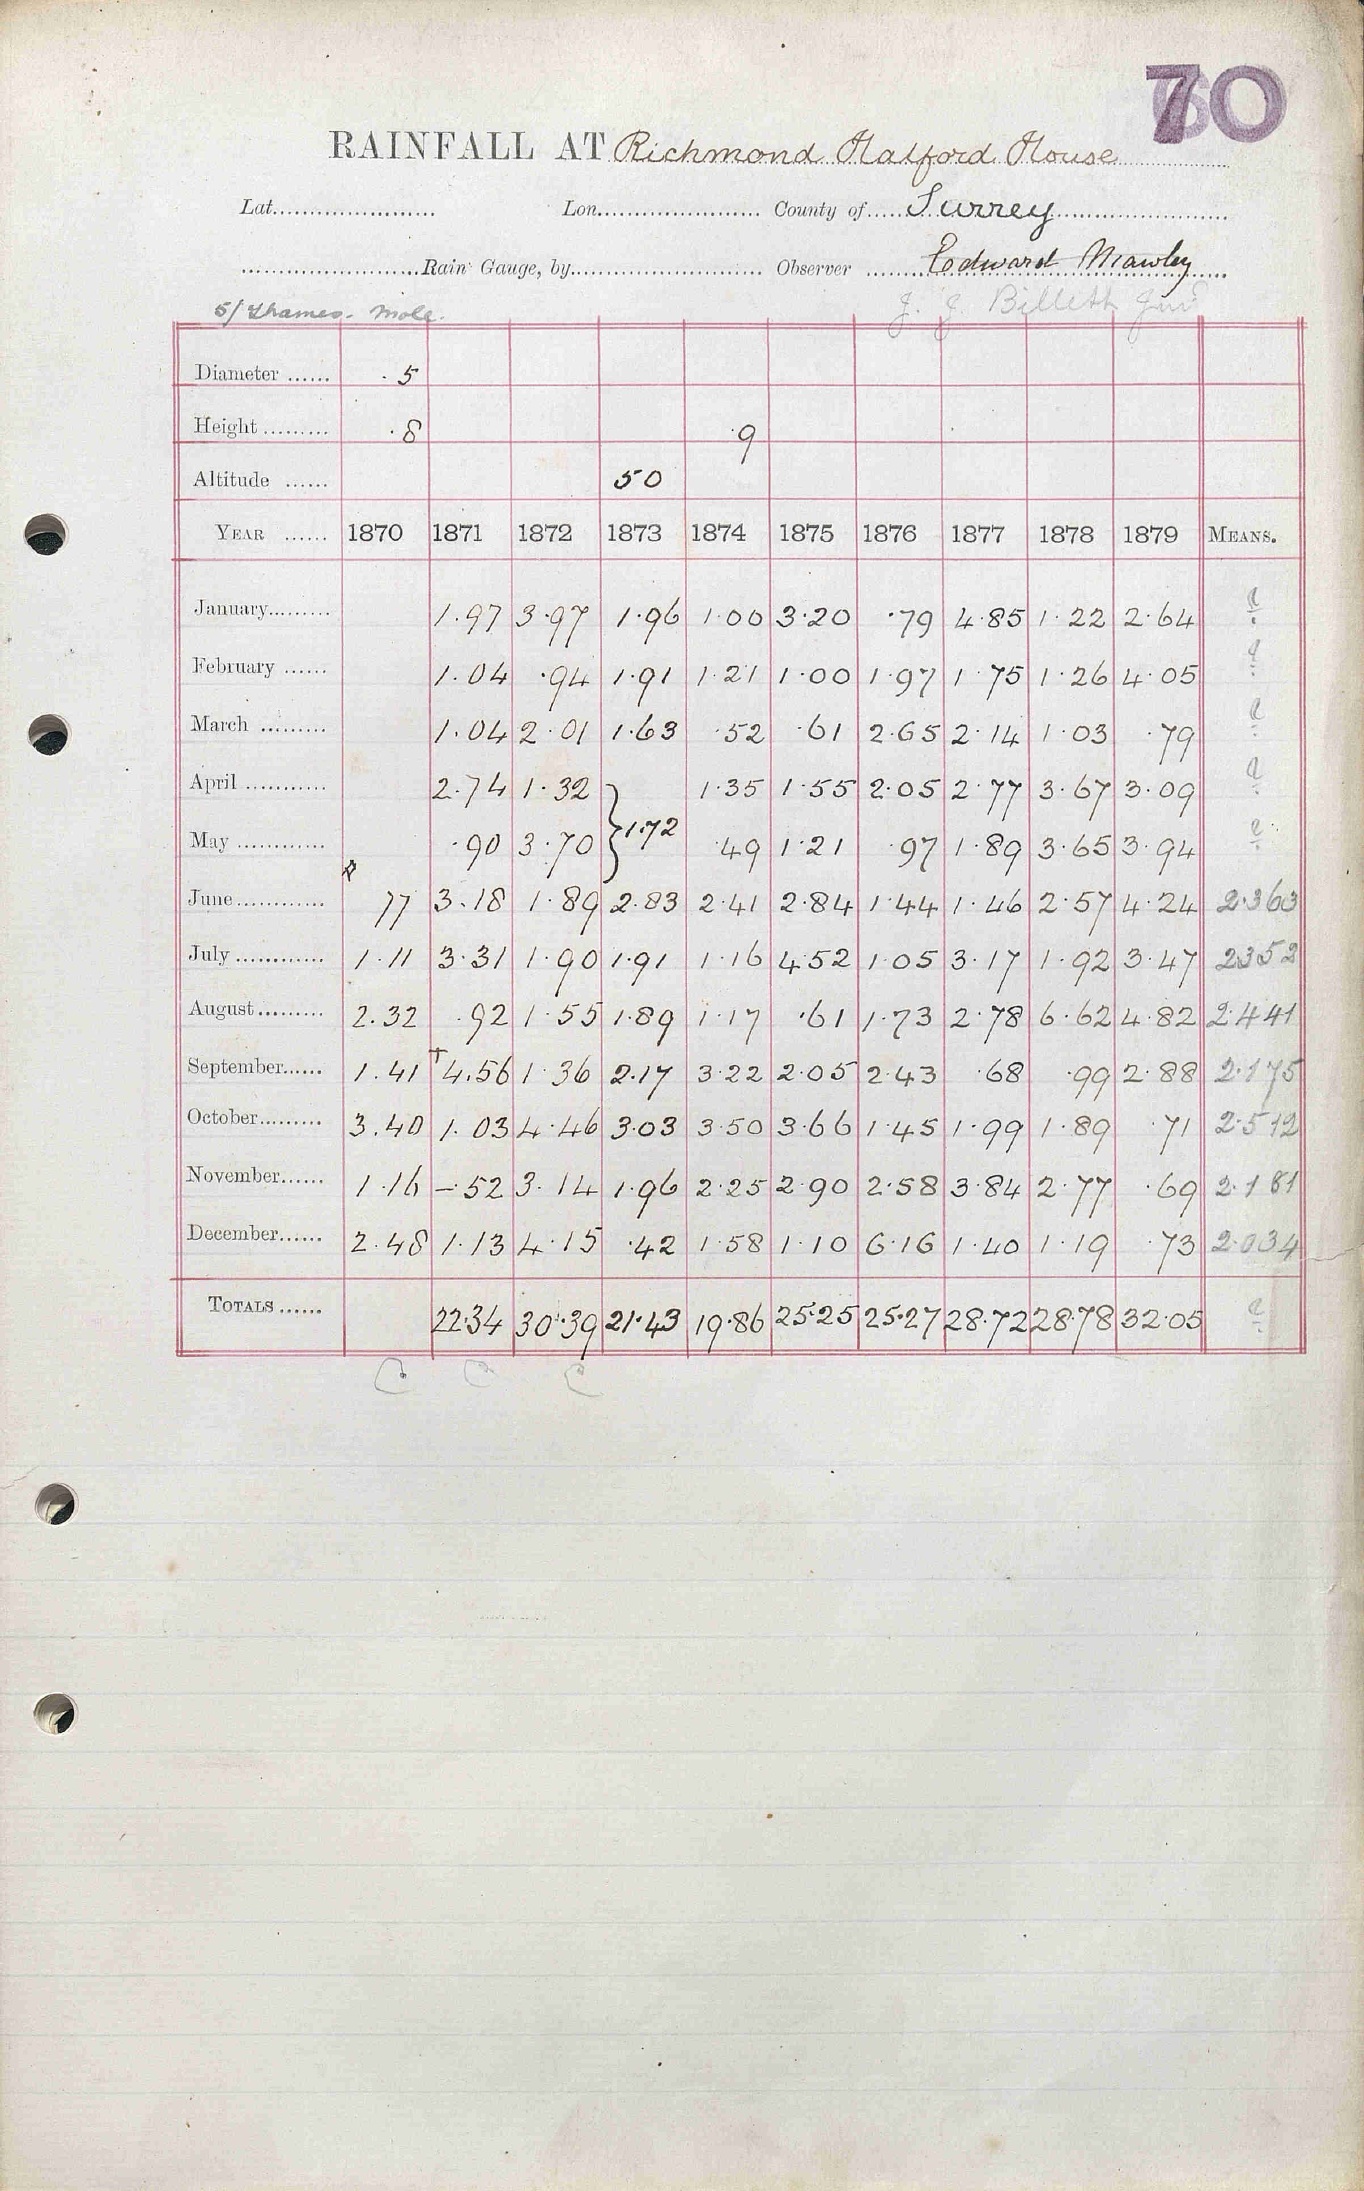 70
RAINFALL AT Richmond Halford House
Lat...................... Lon...................... County of..... Surrey
........................Rain Gauge, by.......................... Observer ........ Edward Mawley
5/ Thames. Mole. J. J. Billett Junr
Diameter ...... .5
Height ......... .8 .9
Altitude ...... 50
YEAR ...... 1870 1871 1872 1873 1874 1875 1876 1877 1878 1879 MEANS.
January......... 1.97 3.97 1.96 1.00 3.20 .79 4.85 1.22 2.64 ?
February ...... 1.04 .94 1.91 1.21 1.00 1.97 1.75 1.26 4.05 ?
March ......... 1.04 2.01 1.63 .52 .61 2.65 2.14 1.03 .79 ?
April ........... 2.74 1.32 } 1.35 1.55 2.05 2.77 3.67 3.09 ?
May ............ .90 3.70 } 1.72 .49 1.21 .97 1.89 3.65 3.94 ?
June............ 77 3.18 1.89 2.83 2.41 2.84 1.44 1.46 2.57 4.24 2.363
July ............ 1.11 3.31 1.90 1.91 1.16 4.52 1.05 3.17 1.92 3.47 2352
August......... 2.32 .92 1.55 1.89 1.17 .61 1.73 2.78 6.62 4.82 2.441
September...... 1.41 †4.56 1.36 2.17 3.22 2.05 2.43 .68 .99 2.88 2.175
October......... 3.40 1.03 4.46 3.03 3.50 3.66 1.45 1.99 1.89 .71 2.512
November...... 1.16 -.52 3.14 1.96 2.25 2.90 2.58 3.84 2.77 .69 2.181
December...... 2.48 1.13 4.15 .42 1.58 1.10 6.16 1.40 1.19 .73 2.034
TOTALS ...... 22.34 30.39 21.43 19.86 25.25 25.27 28.72 28.78 32.05 ?
C C C